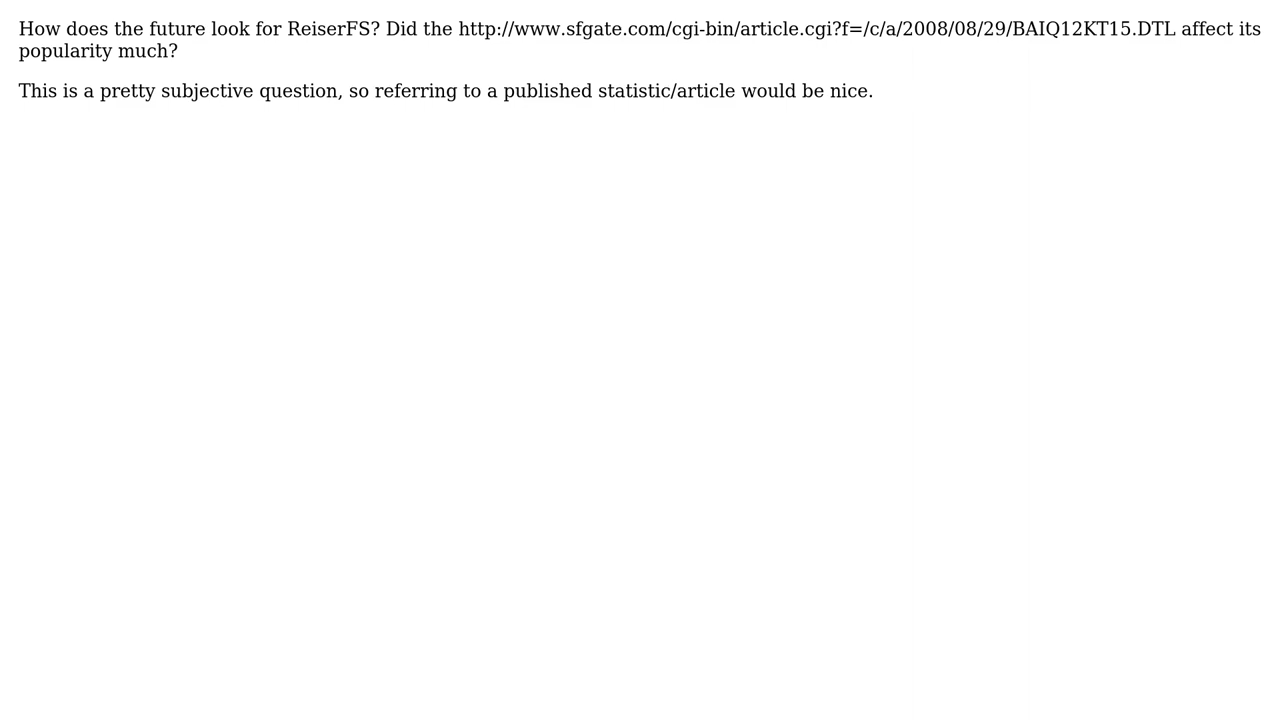 How does the future look for ReiserFS? Did the http://www.sfgate.com/cgi-bin/article.cgi?f=/c/a/2008/08/29/BAIQ12KT15.DTL affect its
popularity much?
This is a pretty subjective question, so referring to a published statistic/article would be nice.